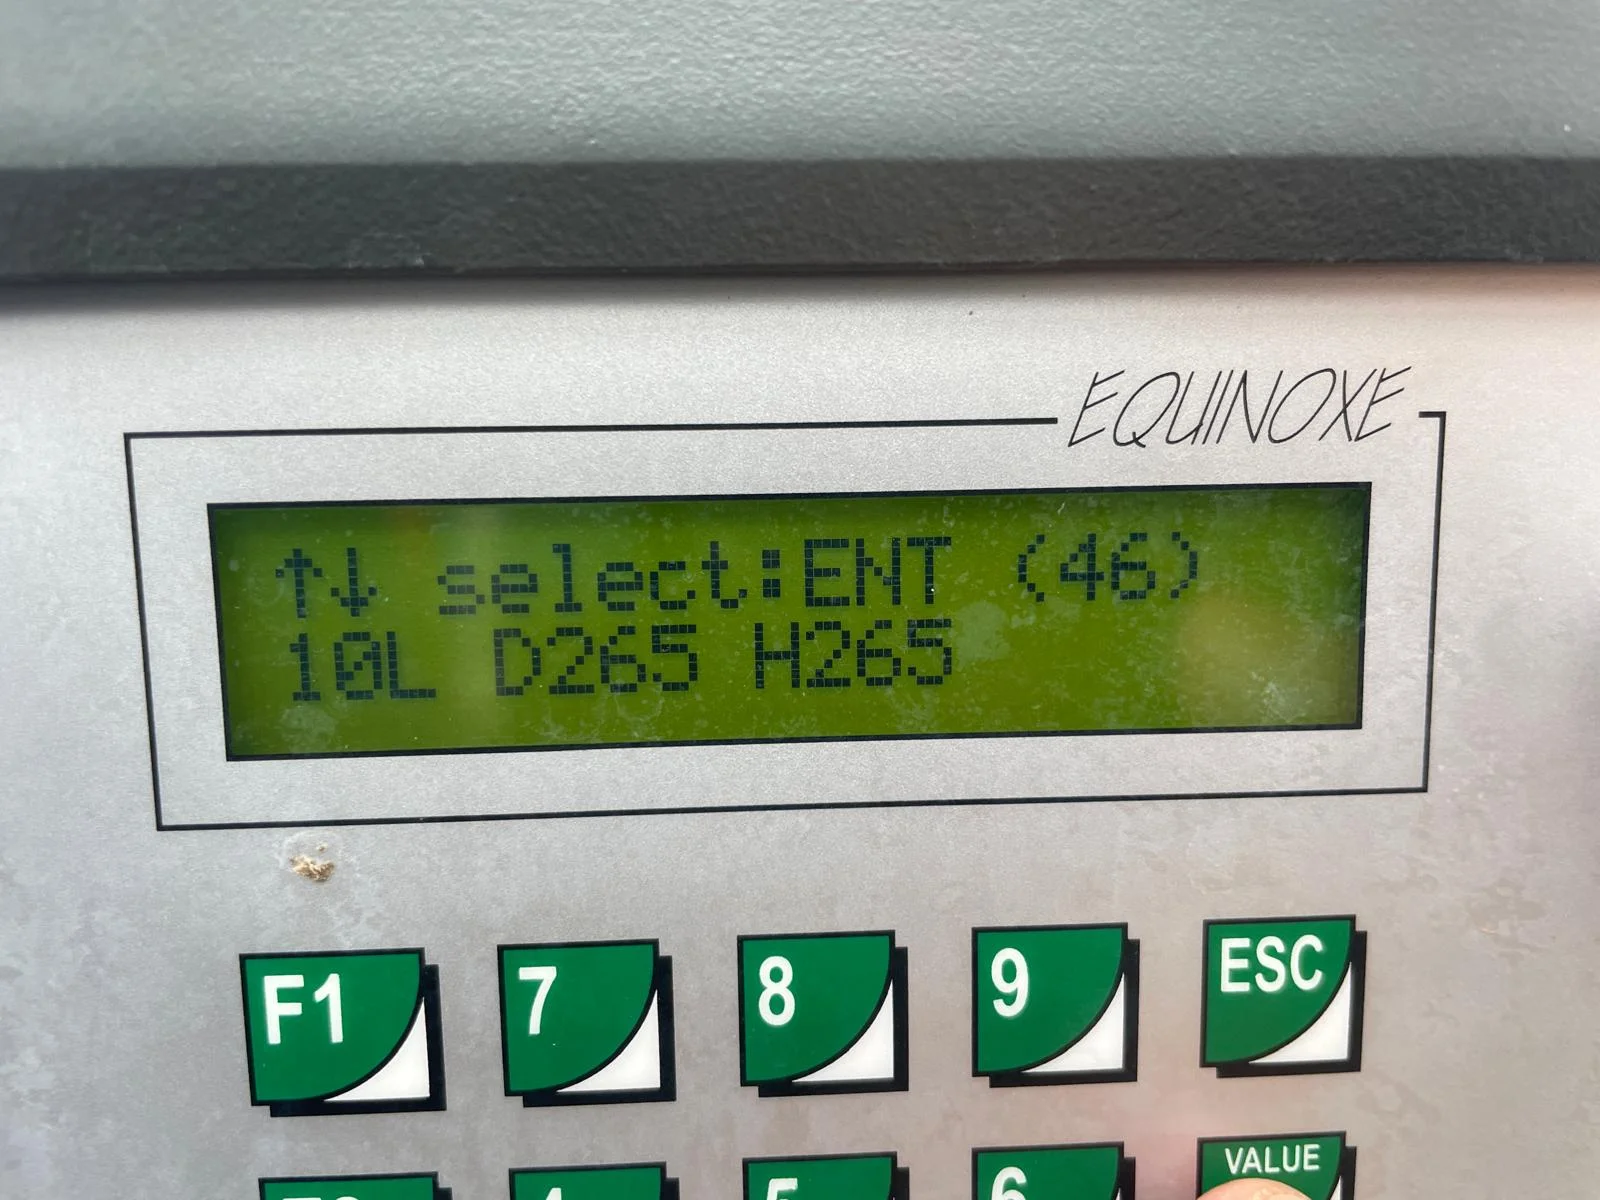 EQUINOXE
↑↓ select:ENT (46)
10L D265 H265
F1 7 8 9 ESC
VALUE